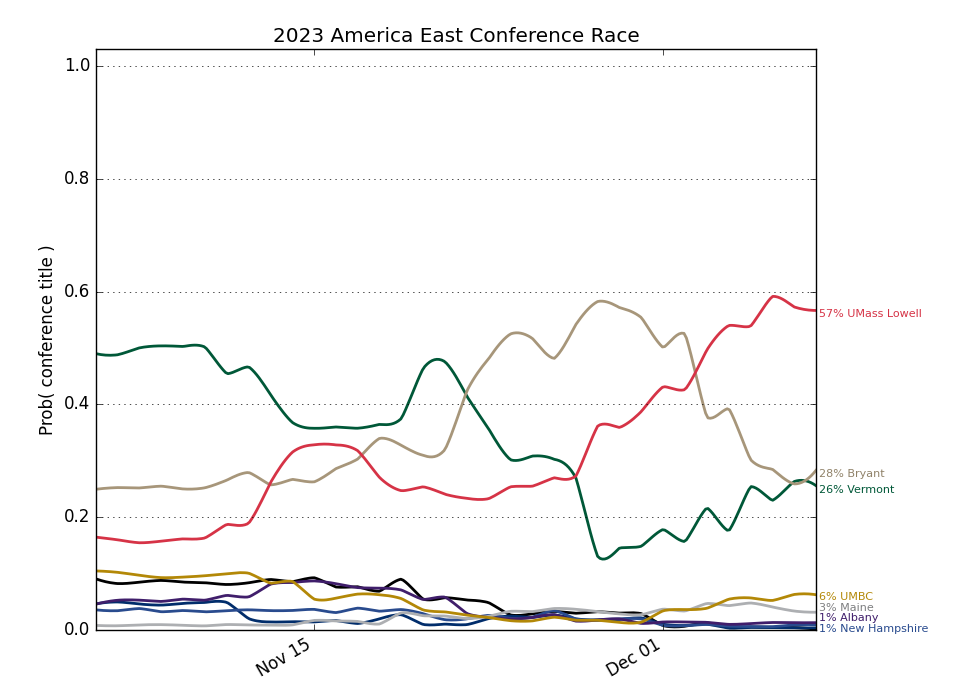 2023 America East Conference Race
Prob( conference title )
1.0
0.8
0.6
0.4
0.2
0.0
Nov 15
Dec 01
57% UMass Lowell
28% Bryant
26% Vermont
6% UMBC
3% Maine
1% Albany
1% New Hampshire